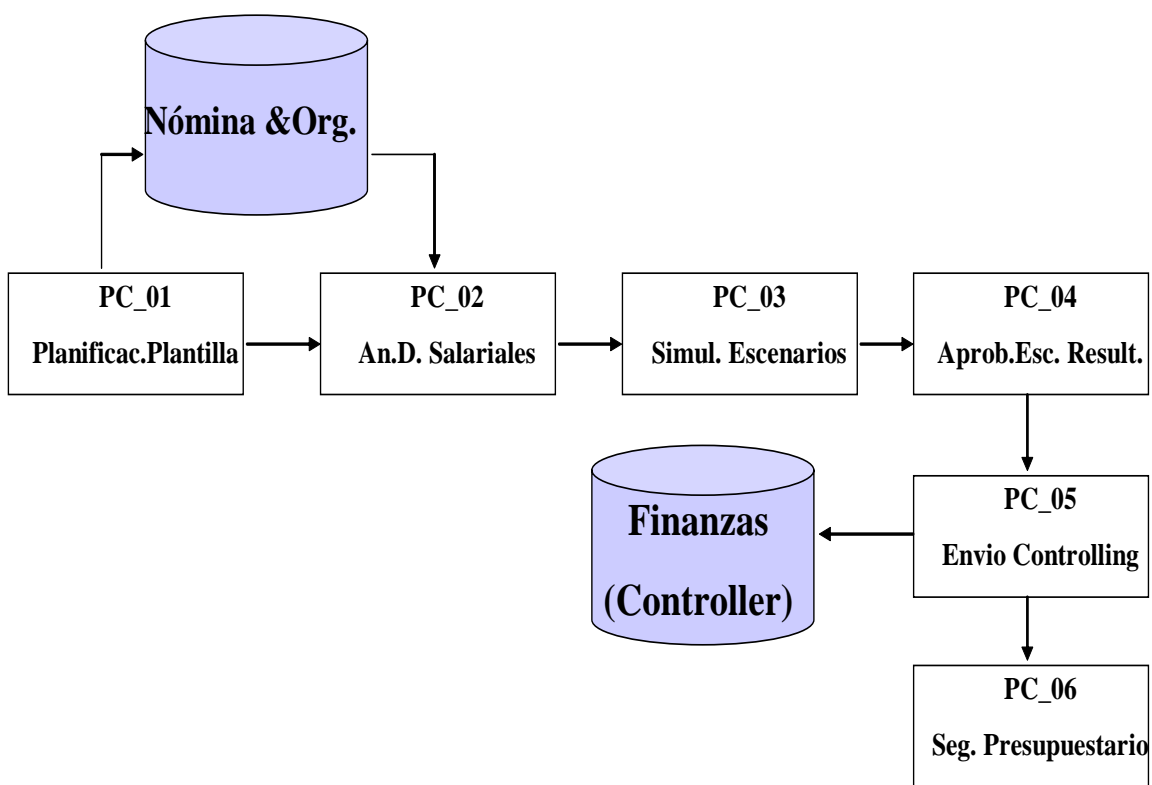 Nómina &Org.
PC_01
Planificac.Plantilla
PC_02
An.D. Salariales
PC_03
Simul. Escenarios
PC_04
Aprob.Esc. Result.
Finanzas
(Controller)
PC_05
Envio Controlling
PC_06
Seg. Presupuestario